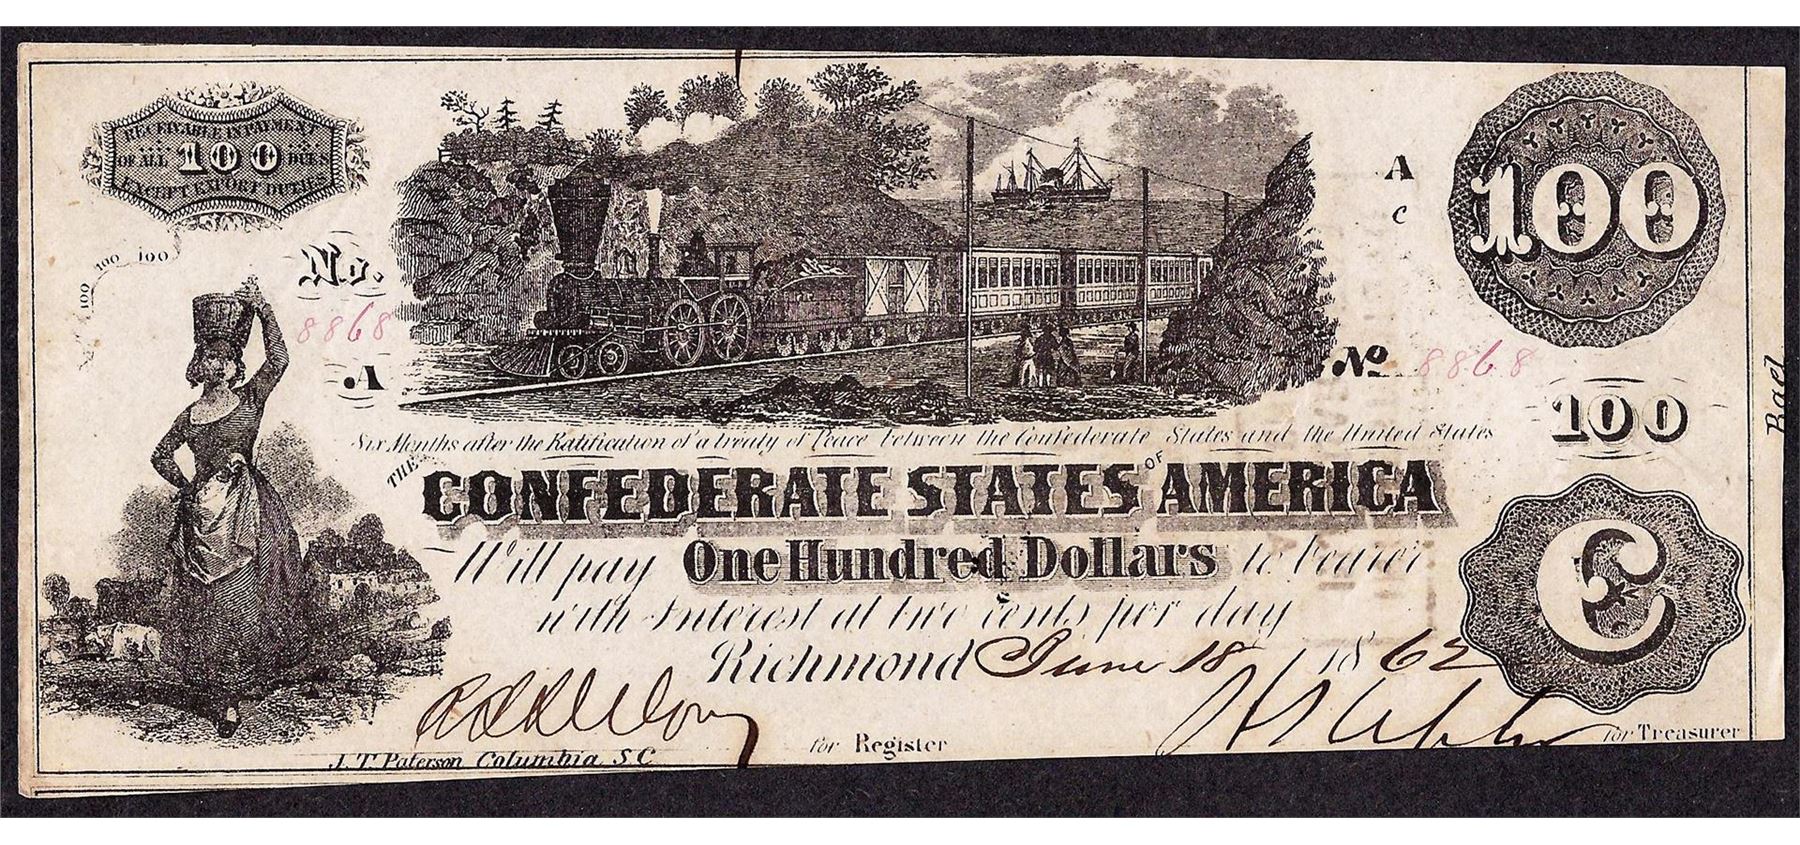 RECEIVABLE IN PAYMENT
OF ALL 100 DUES
EXCEPT EXPORT DUTIES
100 100 100
No.
8868
A
A
c
100
No 8868
100
Six Months after the Ratification of a treaty of Peace between the Confederate States and the United States
THE CONFEDERATE STATES OF AMERICA
Will pay One Hundred Dollars to bearer
with Interest at two cents per day
Richmond June 18 1862
C
for Register
for Treasurer
J. T. Paterson Columbia, S.C